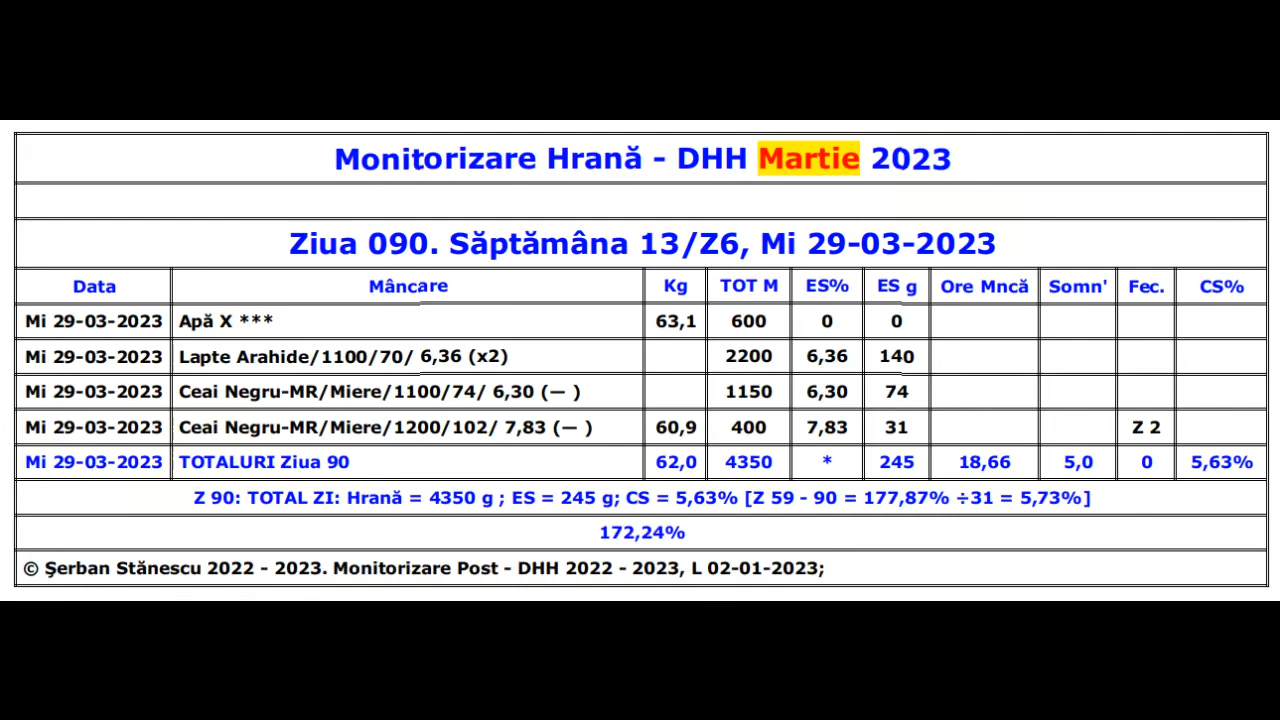 Monitorizare Hrană - DHH Martie 2023
Ziua 090. Săptămâna 13/Z6, Mi 29-03-2023
Data Mâncare Kg TOT M ES% ES g Ore Mncă Somn' Fec. CS%
Mi 29-03-2023 Apă X *** 63,1 600 0 0
Mi 29-03-2023 Lapte Arahide/1100/70/ 6,36 (x2) 2200 6,36 140
Mi 29-03-2023 Ceai Negru-MR/Miere/1100/74/ 6,30 (— ) 1150 6,30 74
Mi 29-03-2023 Ceai Negru-MR/Miere/1200/102/ 7,83 (— ) 60,9 400 7,83 31 Z 2
Mi 29-03-2023 TOTALURI Ziua 90 62,0 4350 * 245 18,66 5,0 0 5,63%
Z 90: TOTAL ZI: Hrană = 4350 g ; ES = 245 g; CS = 5,63% [Z 59 - 90 = 177,87% ÷31 = 5,73%]
172,24%
© Şerban Stănescu 2022 - 2023. Monitorizare Post - DHH 2022 - 2023, L 02-01-2023;